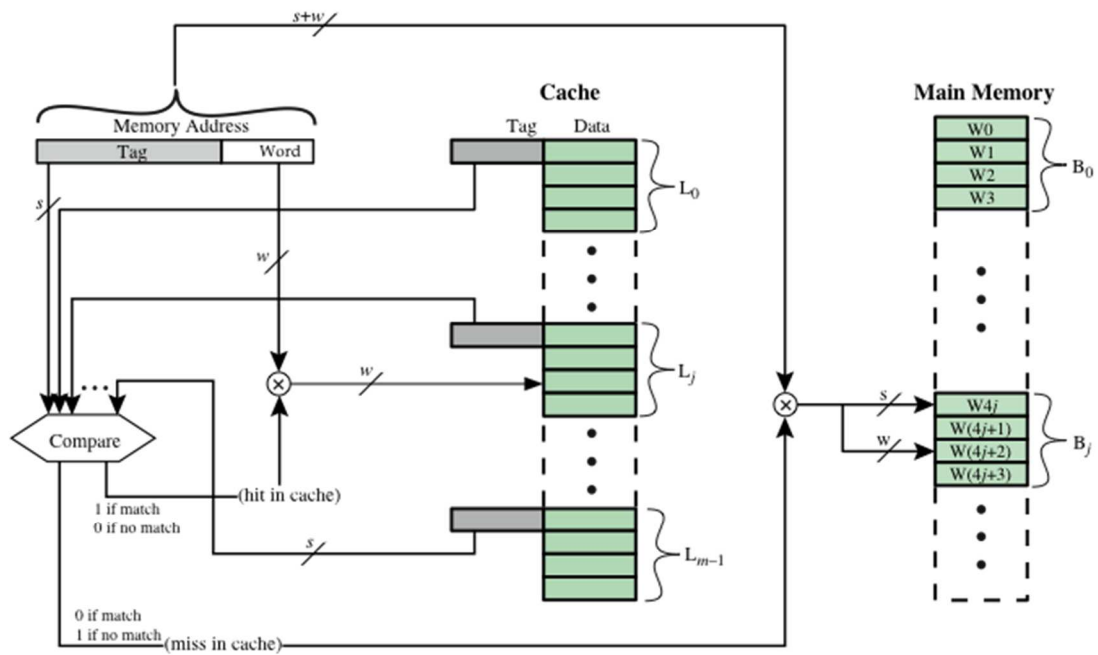 s+w
Cache
Main Memory
Memory Address
Tag
Word
Tag
Data
W0
W1
W2
W3
B0
L0
s
w
w
Lj
s
w
W4j
W(4j+1)
W(4j+2)
W(4j+3)
Bj
Compare
(hit in cache)
1 if match
0 if no match
s
Lm–1
0 if match
1 if no match
(miss in cache)